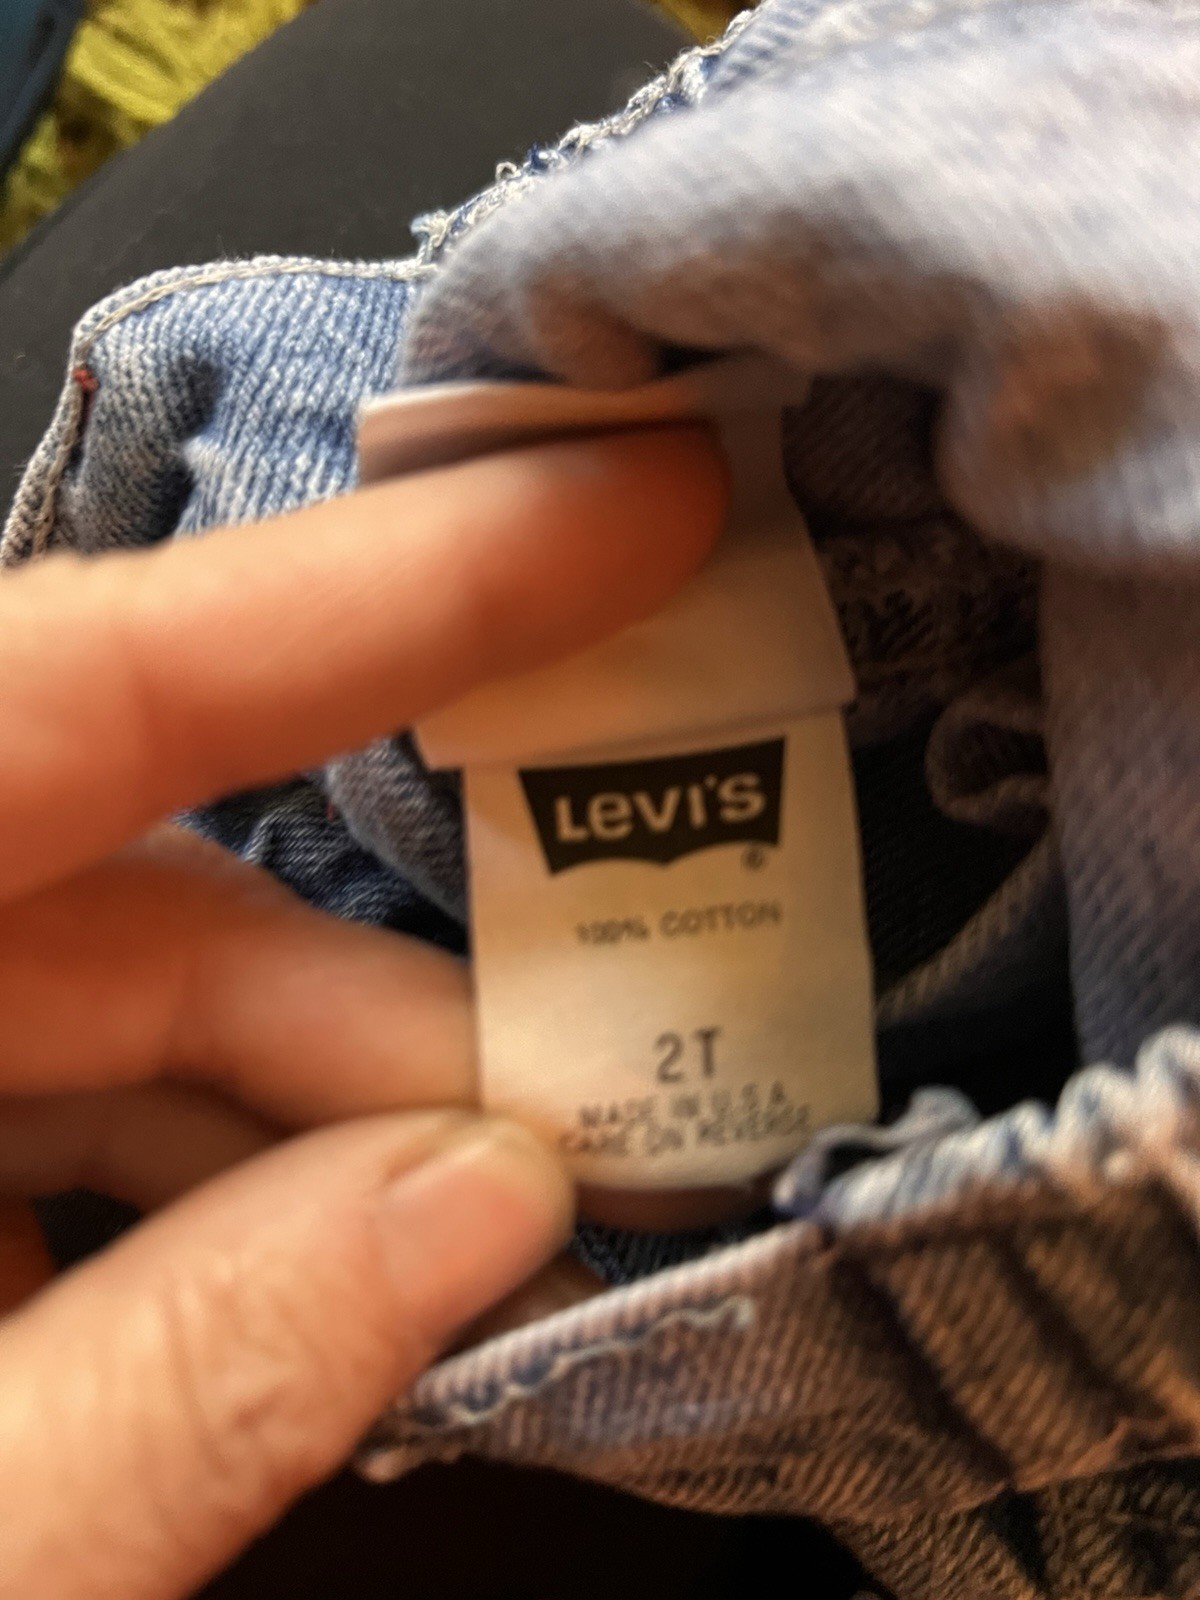 LEVI'S
®
100% COTTON
2T
MADE IN U.S.A.
CARE ON REVERSE